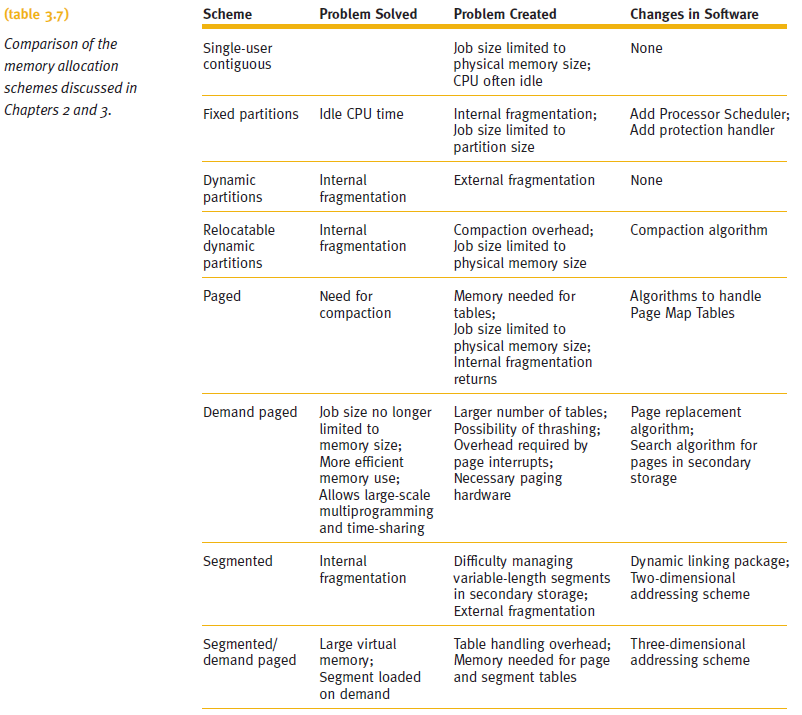 (table 3.7)
Comparison of the
memory allocation
schemes discussed in
Chapters 2 and 3.
Scheme Problem Solved Problem Created Changes in Software
Single-user
contiguous
Job size limited to
physical memory size;
CPU often idle
None
Fixed partitions
Idle CPU time
Internal fragmentation;
Job size limited to
partition size
Add Processor Scheduler;
Add protection handler
Dynamic
partitions
Internal
fragmentation
External fragmentation
None
Relocatable
dynamic
partitions
Internal
fragmentation
Compaction overhead;
Job size limited to
physical memory size
Compaction algorithm
Paged
Need for
compaction
Memory needed for
tables;
Job size limited to
physical memory size;
Internal fragmentation
returns
Algorithms to handle
Page Map Tables
Demand paged
Job size no longer
limited to
memory size;
More efficient
memory use;
Allows large-scale
multiprogramming
and time-sharing
Larger number of tables;
Possibility of thrashing;
Overhead required by
page interrupts;
Necessary paging
hardware
Page replacement
algorithm;
Search algorithm for
pages in secondary
storage
Segmented
Internal
fragmentation
Difficulty managing
variable-length segments
in secondary storage;
External fragmentation
Dynamic linking package;
Two-dimensional
addressing scheme
Segmented/
demand paged
Large virtual
memory;
Segment loaded
on demand
Table handling overhead;
Memory needed for page
and segment tables
Three-dimensional
addressing scheme